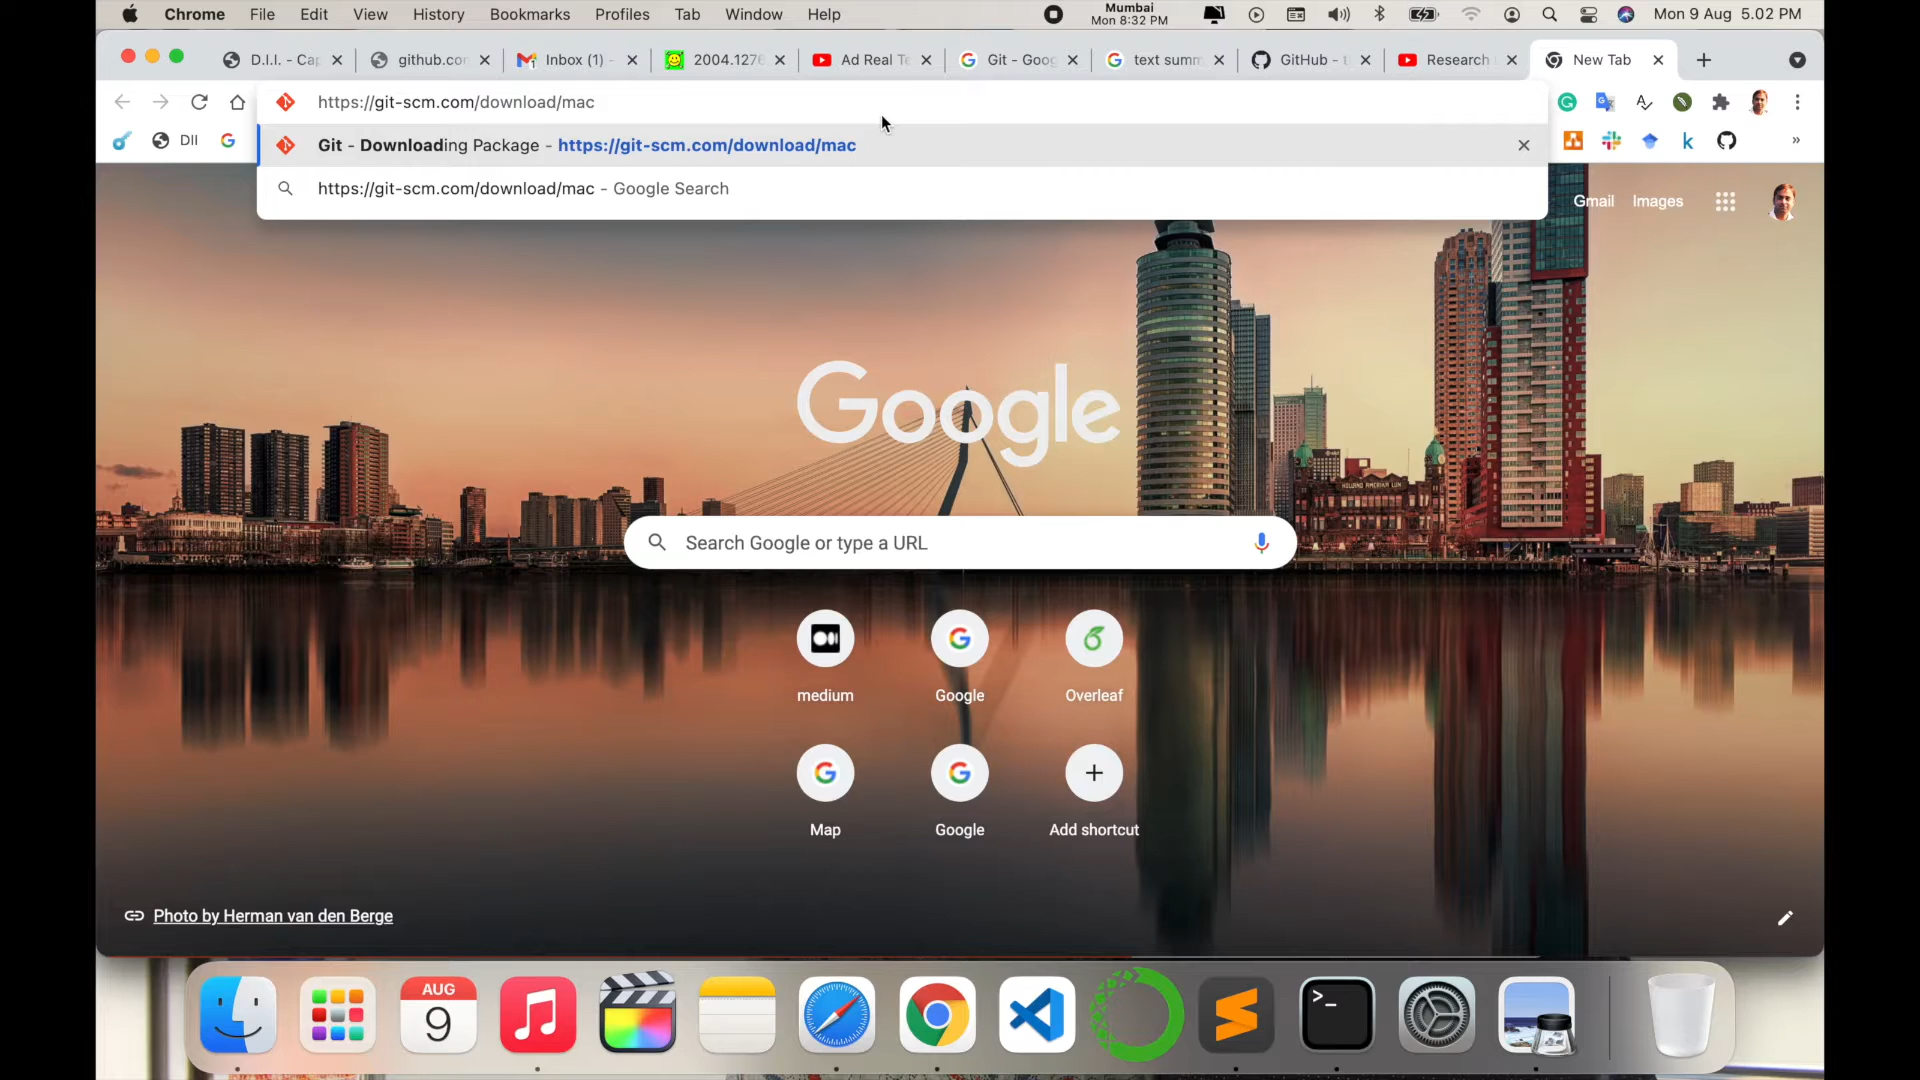 Chrome File Edit View History Bookmarks Profiles Tab Window Help Mumbai Mon 8:32 PM Mon 9 Aug 5.02 PM
D.I.I. - Ca github.co Inbox (1) - 2004.127 Ad Real T Git - Goog text summ GitHub - t Research New Tab
https://git-scm.com/download/mac
DII
Git - Downloading Package - https://git-scm.com/download/mac
https://git-scm.com/download/mac - Google Search
Gmail Images
Google
Search Google or type a URL
medium Google Overleaf
Map Google Add shortcut
Photo by Herman van den Berge
AUG
9